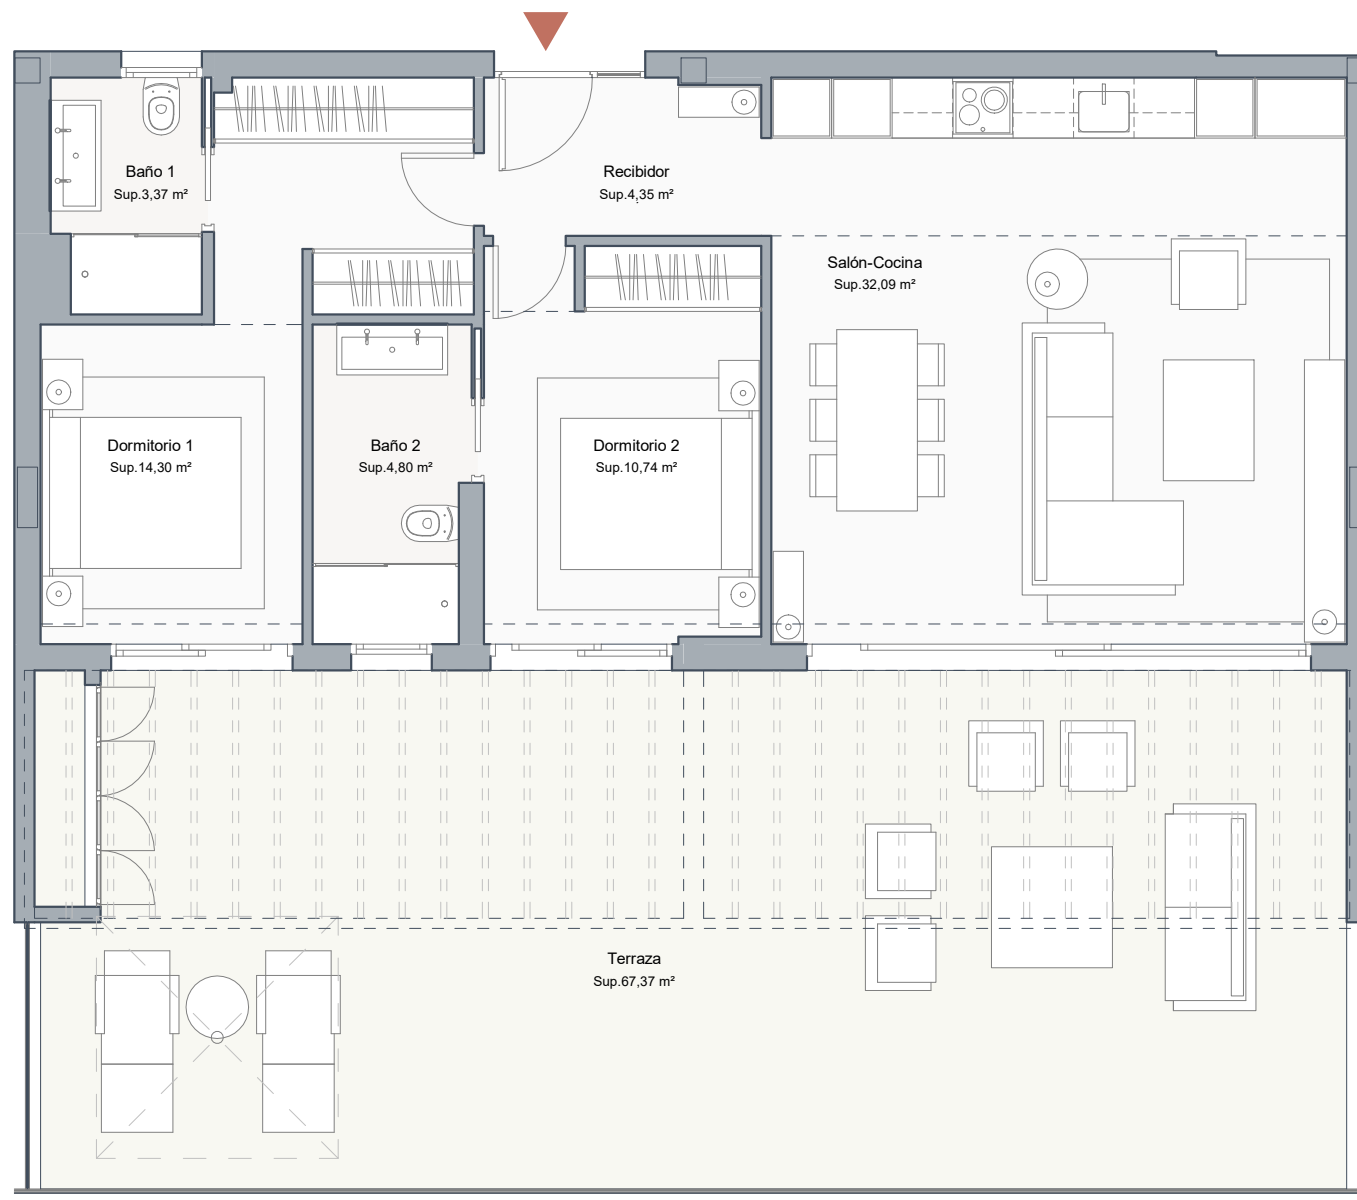 Baño 1
Sup.3,37 m²
Recibidor
Sup.4,35 m²
Salón-Cocina
Sup.32,09 m²
Dormitorio 1
Sup.14,30 m²
Baño 2
Sup.4,80 m²
Dormitorio 2
Sup.10,74 m²
Terraza
Sup.67,37 m²